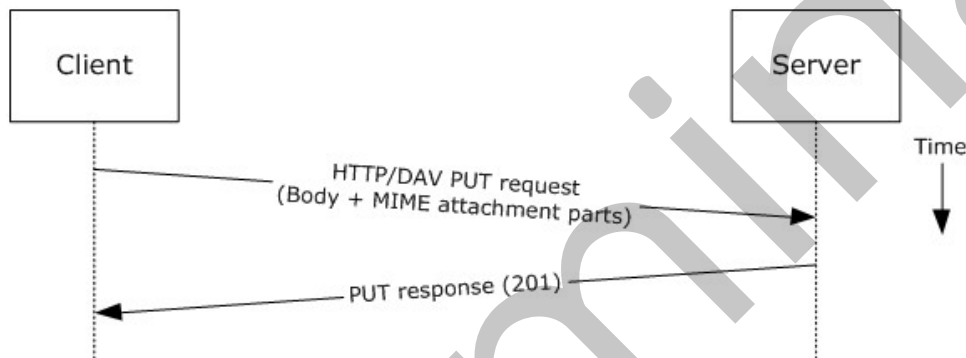 Client
Server
Time
HTTP/DAV PUT request
(Body + MIME attachment parts)
PUT response (201)